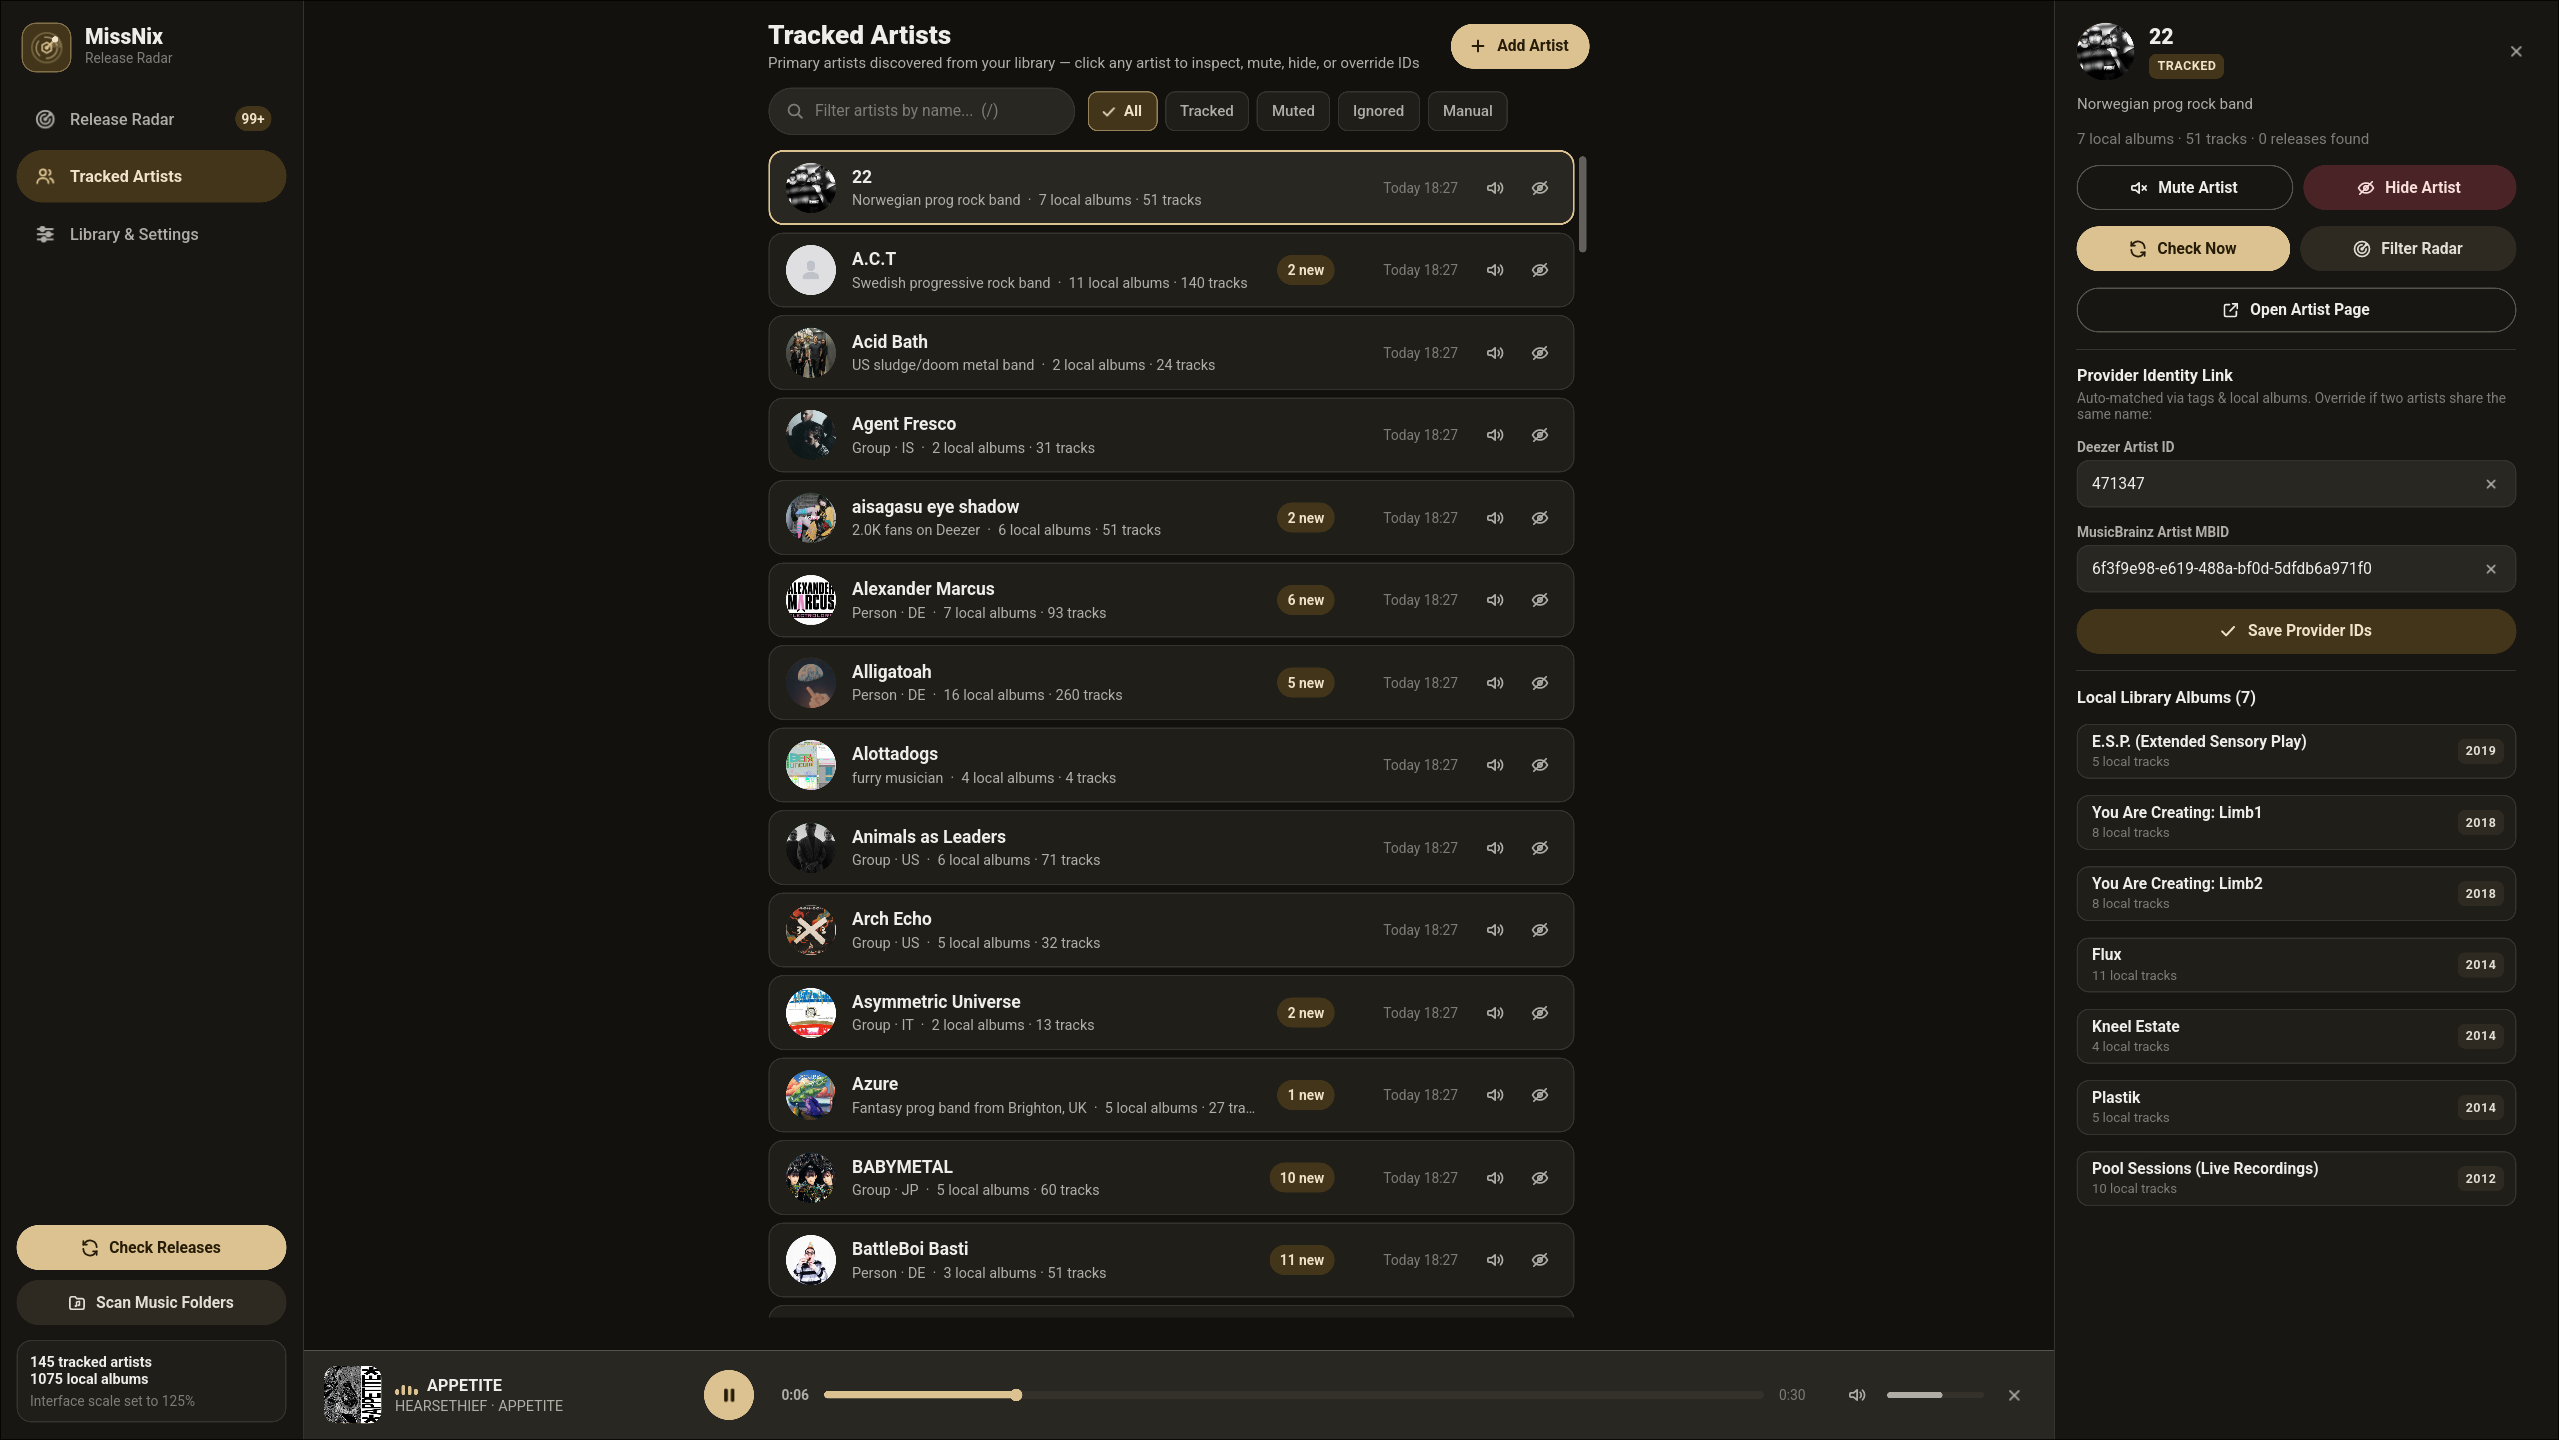 MissNix
Release Radar
Release Radar
99+
Tracked Artists
Library & Settings
Check Releases
Scan Music Folders
145 tracked artists
1075 local albums
Interface scale set to 125%
Tracked Artists
Primary artists discovered from your library — click any artist to inspect, mute, hide, or override IDs
Add Artist
Filter artists by name... (/)
All
Tracked
Muted
Ignored
Manual
22
Norwegian prog rock band · 7 local albums · 51 tracks
Today 18:27
A.C.T
Swedish progressive rock band · 11 local albums · 140 tracks
2 new
Today 18:27
Acid Bath
US sludge/doom metal band · 2 local albums · 24 tracks
Today 18:27
Agent Fresco
Group · IS · 2 local albums · 31 tracks
Today 18:27
aisagasu eye shadow
2.0K fans on Deezer · 6 local albums · 51 tracks
2 new
Today 18:27
Alexander Marcus
Person · DE · 7 local albums · 93 tracks
6 new
Today 18:27
ALEXANDER
MARCUS
Alligatoah
Person · DE · 16 local albums · 260 tracks
5 new
Today 18:27
Alottadogs
furry musician · 4 local albums · 4 tracks
Today 18:27
Animals as Leaders
Group · US · 6 local albums · 71 tracks
Today 18:27
Arch Echo
Group · US · 5 local albums · 32 tracks
Today 18:27
Asymmetric Universe
Group · IT · 2 local albums · 13 tracks
2 new
Today 18:27
Azure
Fantasy prog band from Brighton, UK · 5 local albums · 27 tra...
1 new
Today 18:27
BABYMETAL
Group · JP · 5 local albums · 60 tracks
10 new
Today 18:27
BattleBoi Basti
Person · DE · 3 local albums · 51 tracks
11 new
Today 18:27
APPETITE
HEARSETHIEF · APPETITE
0:06
0:30
22
TRACKED
Norwegian prog rock band
7 local albums · 51 tracks · 0 releases found
Mute Artist
Hide Artist
Check Now
Filter Radar
Open Artist Page
Provider Identity Link
Auto-matched via tags & local albums. Override if two artists share the
same name:
Deezer Artist ID
471347
MusicBrainz Artist MBID
6f3f9e98-e619-488a-bf0d-5dfdb6a971f0
Save Provider IDs
Local Library Albums (7)
E.S.P. (Extended Sensory Play)
5 local tracks
2019
You Are Creating: Limb1
8 local tracks
2018
You Are Creating: Limb2
8 local tracks
2018
Flux
11 local tracks
2014
Kneel Estate
4 local tracks
2014
Plastik
5 local tracks
2014
Pool Sessions (Live Recordings)
10 local tracks
2012